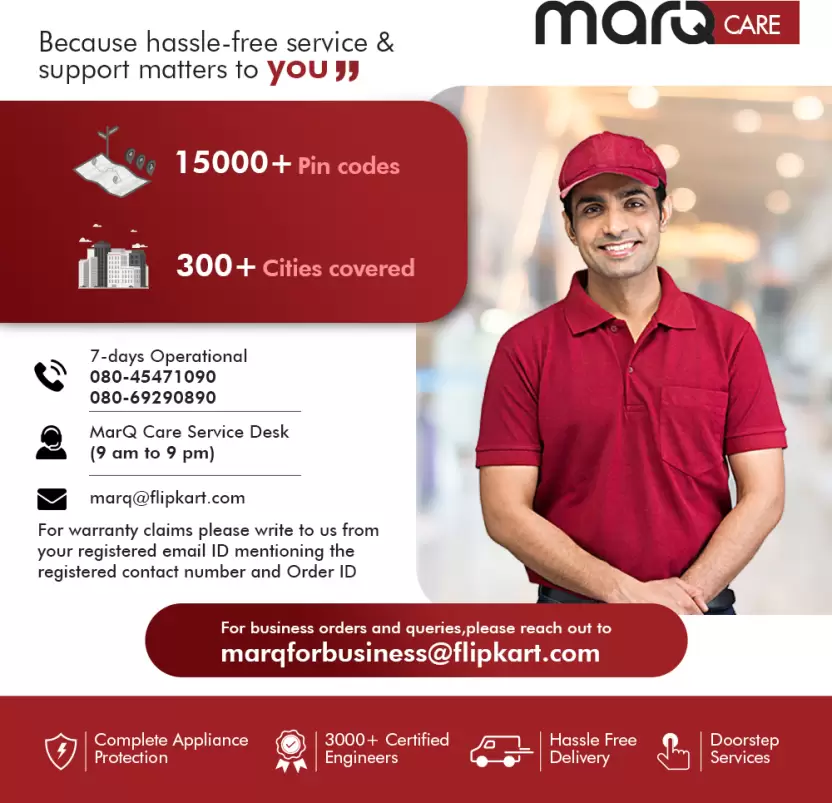 marQ CARE
Because hassle-free service &
support matters to you”
15000+ Pin codes
300+ Cities covered
7-days Operational
080-45471090
080-69290890
MarQ Care Service Desk
(9 am to 9 pm)
marq@flipkart.com
For warranty claims please write to us from
your registered email ID mentioning the
registered contact number and Order ID
For business orders and queries,please reach out to
marqforbusiness@flipkart.com
Complete Appliance
Protection
3000+ Certified
Engineers
Hassle Free
Delivery
Doorstep
Services